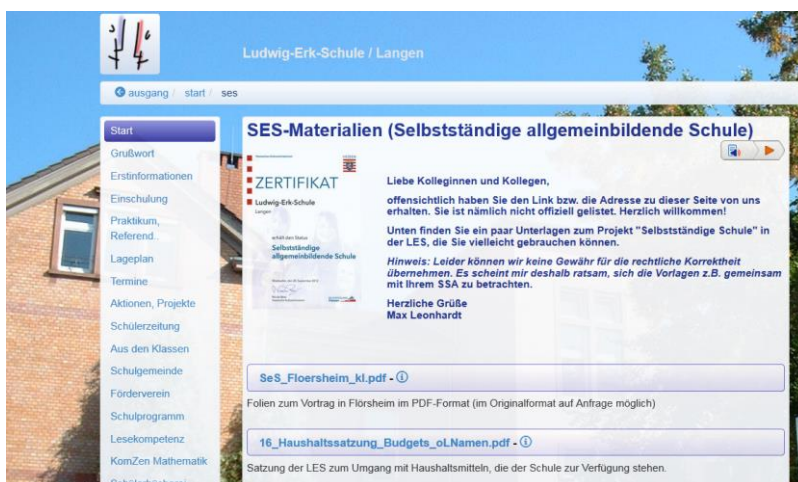 Ludwig-Erk-Schule / Langen
ausgang / start / ses
Start
Grußwort
Erstinformationen
Einschulung
Praktikum,
Referend..
Lageplan
Termine
Aktionen, Projekte
Schülerzeitung
Aus den Klassen
Schulgemeinde
Förderverein
Schulprogramm
Lesekompetenz
KomZen Mathematik
SES-Materialien (Selbstständige allgemeinbildende Schule)
ZERTIFIKAT
Ludwig-Erk-Schule
Langen
erhält den Status
Selbstständige
allgemeinbildende Schule
Liebe Kolleginnen und Kollegen,
offensichtlich haben Sie den Link bzw. die Adresse zu dieser Seite von uns
erhalten. Sie ist nämlich nicht offiziell gelistet. Herzlich willkommen!
Unten finden Sie ein paar Unterlagen zum Projekt "Selbstständige Schule" in
der LES, die Sie vielleicht gebrauchen können.
Hinweis: Leider können wir keine Gewähr für die rechtliche Korrektheit
übernehmen. Es scheint mir deshalb ratsam, sich die Vorlagen z.B. gemeinsam
mit Ihrem SSA zu betrachten.
Herzliche Grüße
Max Leonhardt
SeS_Floersheim_kl.pdf -
Folien zum Vortrag in Flörsheim im PDF-Format (im Originalformat auf Anfrage möglich)
16_Haushaltssatzung_Budgets_oLNamen.pdf -
Satzung der LES zum Umgang mit Haushaltsmitteln, die der Schule zur Verfügung stehen.